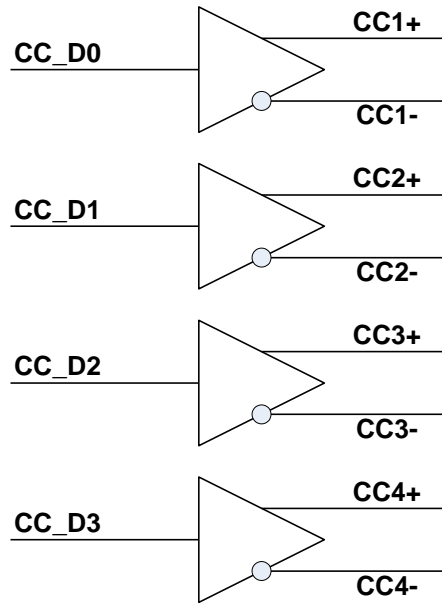 CC1+
CC_D0
CC1-
CC2+
CC_D1
CC2-
CC3+
CC_D2
CC3-
CC4+
CC_D3
CC4-